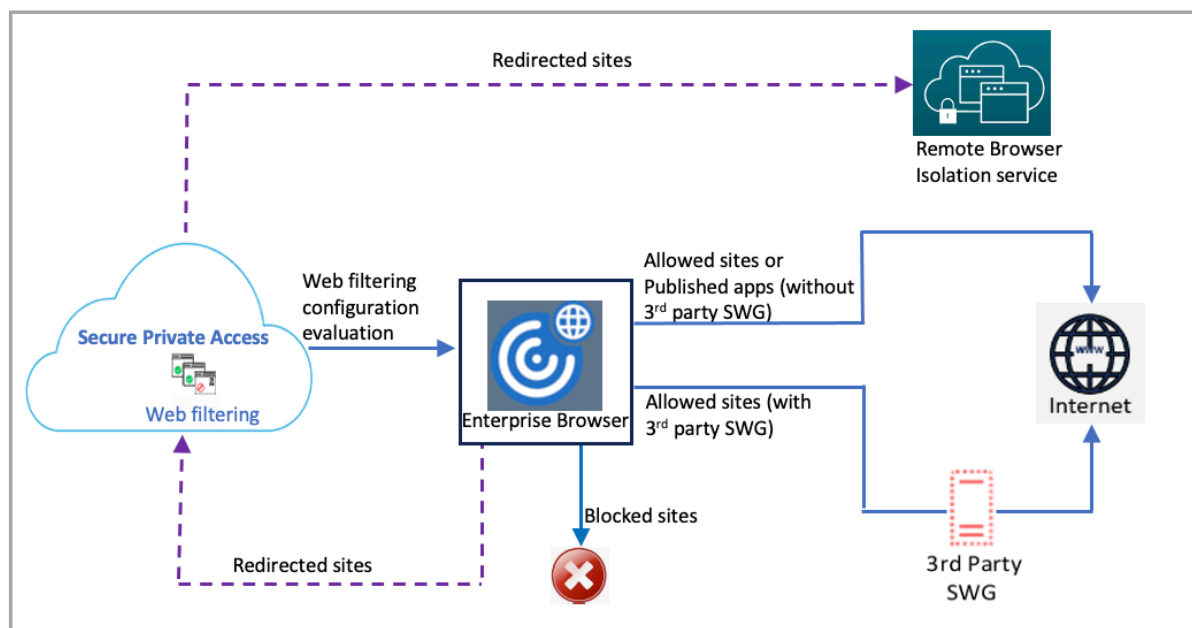 Redirected sites
Remote Browser
Isolation service
Secure Private Access
Web filtering
Web filtering
configuration
evaluation
Enterprise Browser
Allowed sites or
Published apps (without
3rd party SWG)
Allowed sites (with
3rd party SWG)
www
Internet
Blocked sites
Redirected sites
3rd Party
SWG